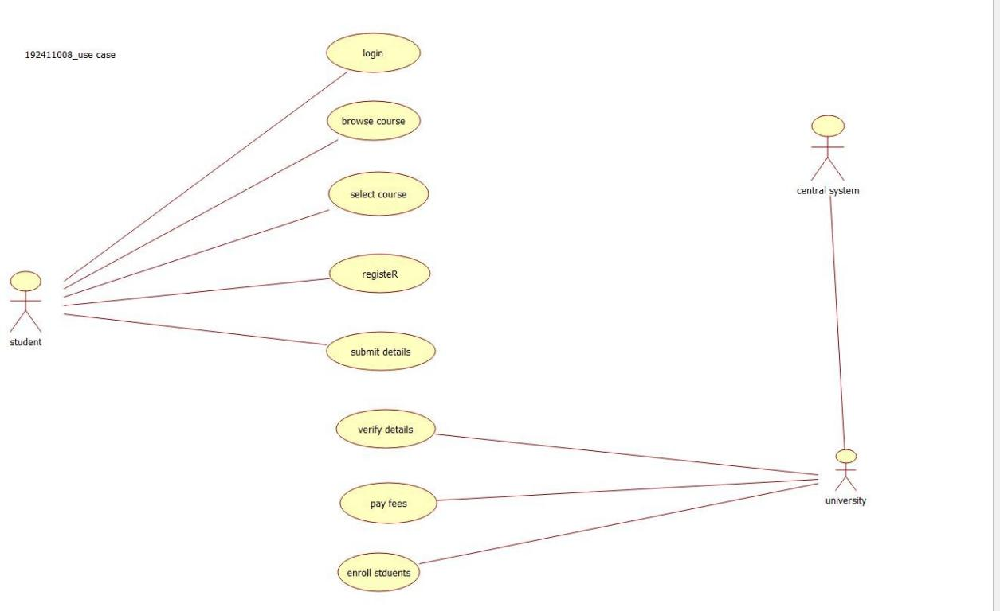 192411008_use case
login
browse course
select course
registeR
submit details
verify details
pay fees
enroll stduents
student
central system
university